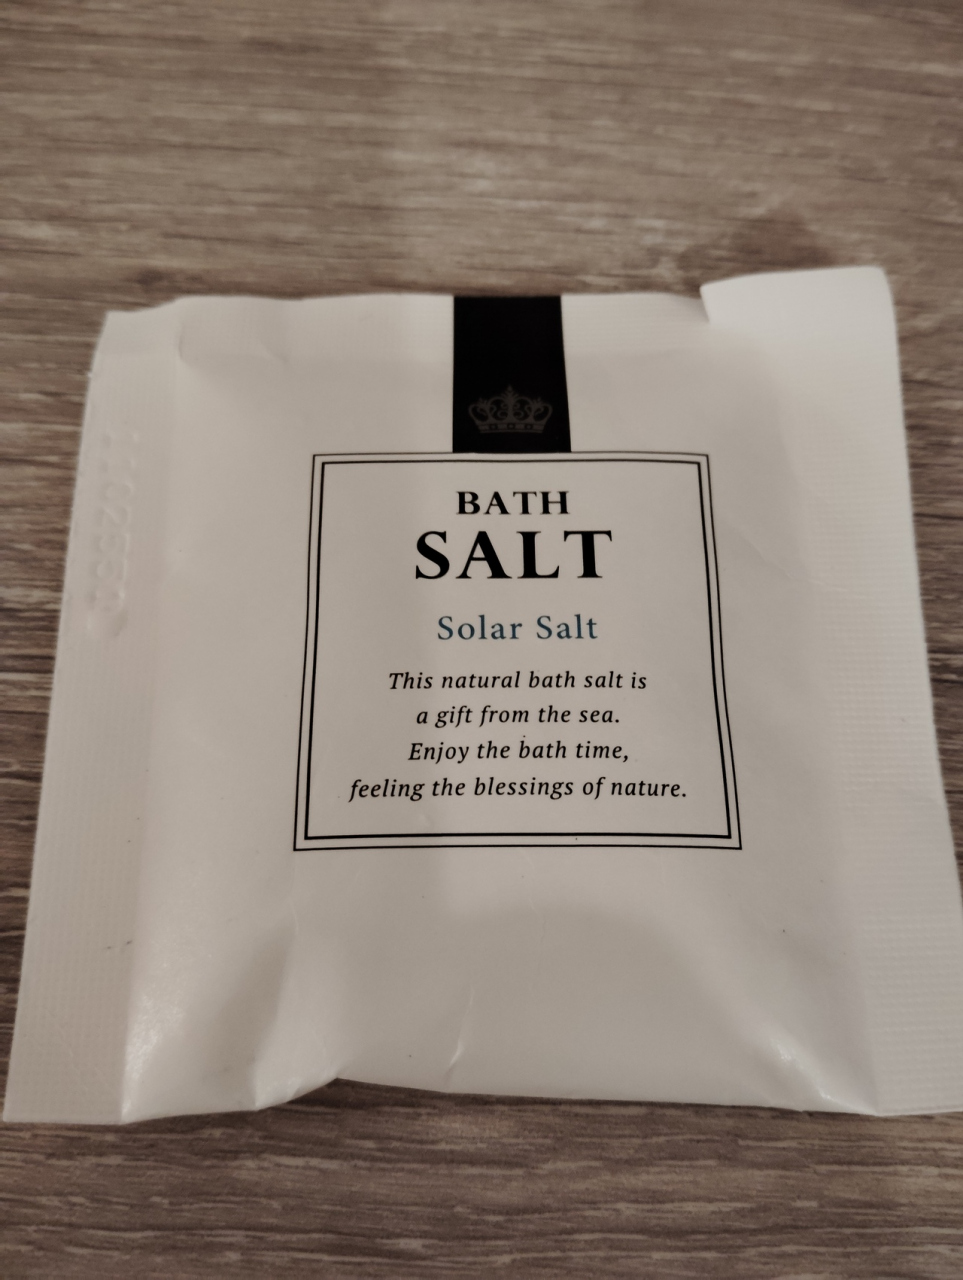 BATH
SALT
Solar Salt
This natural bath salt is
a gift from the sea.
Enjoy the bath time,
feeling the blessings of nature.